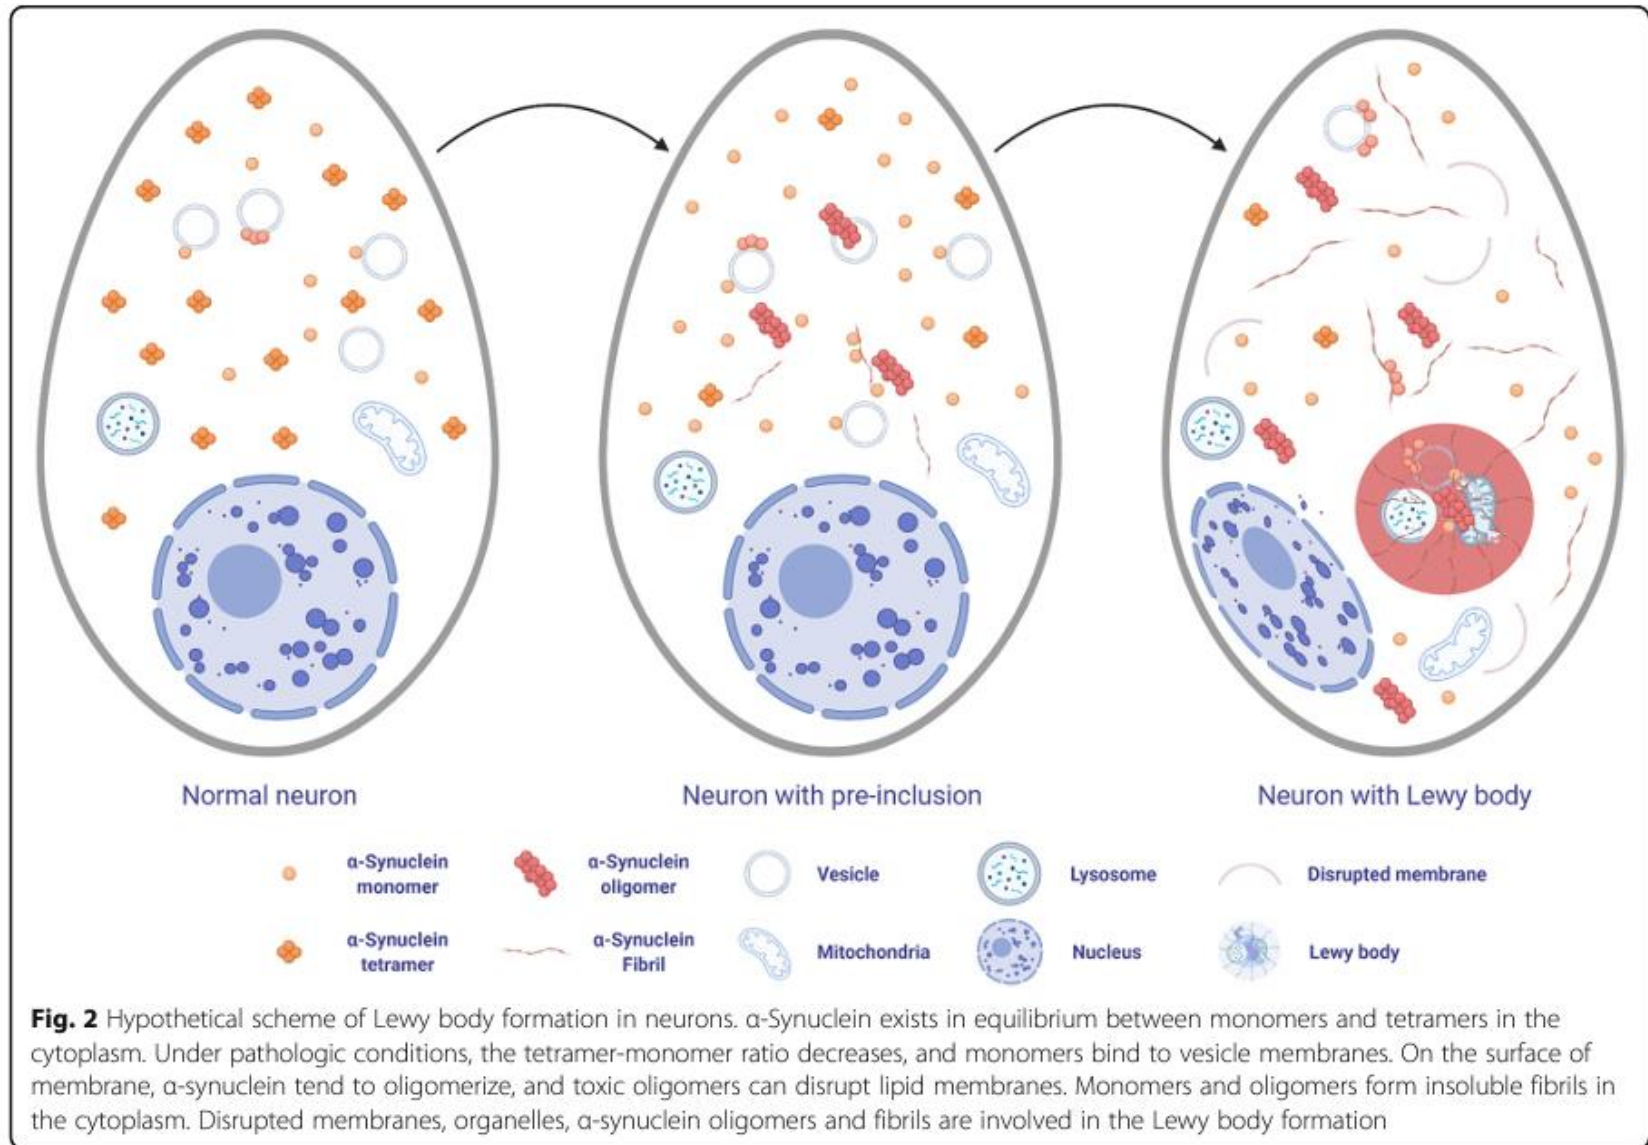 Normal neuron
Neuron with pre-inclusion
Neuron with Lewy body
α-Synuclein
monomer
α-Synuclein
oligomer
Vesicle
Lysosome
Disrupted membrane
α-Synuclein
tetramer
α-Synuclein
Fibril
Mitochondria
Nucleus
Lewy body
Fig. 2 Hypothetical scheme of Lewy body formation in neurons. α-Synuclein exists in equilibrium between monomers and tetramers in the
cytoplasm. Under pathologic conditions, the tetramer-monomer ratio decreases, and monomers bind to vesicle membranes. On the surface of
membrane, α-synuclein tend to oligomerize, and toxic oligomers can disrupt lipid membranes. Monomers and oligomers form insoluble fibrils in
the cytoplasm. Disrupted membranes, organelles, α-synuclein oligomers and fibrils are involved in the Lewy body formation